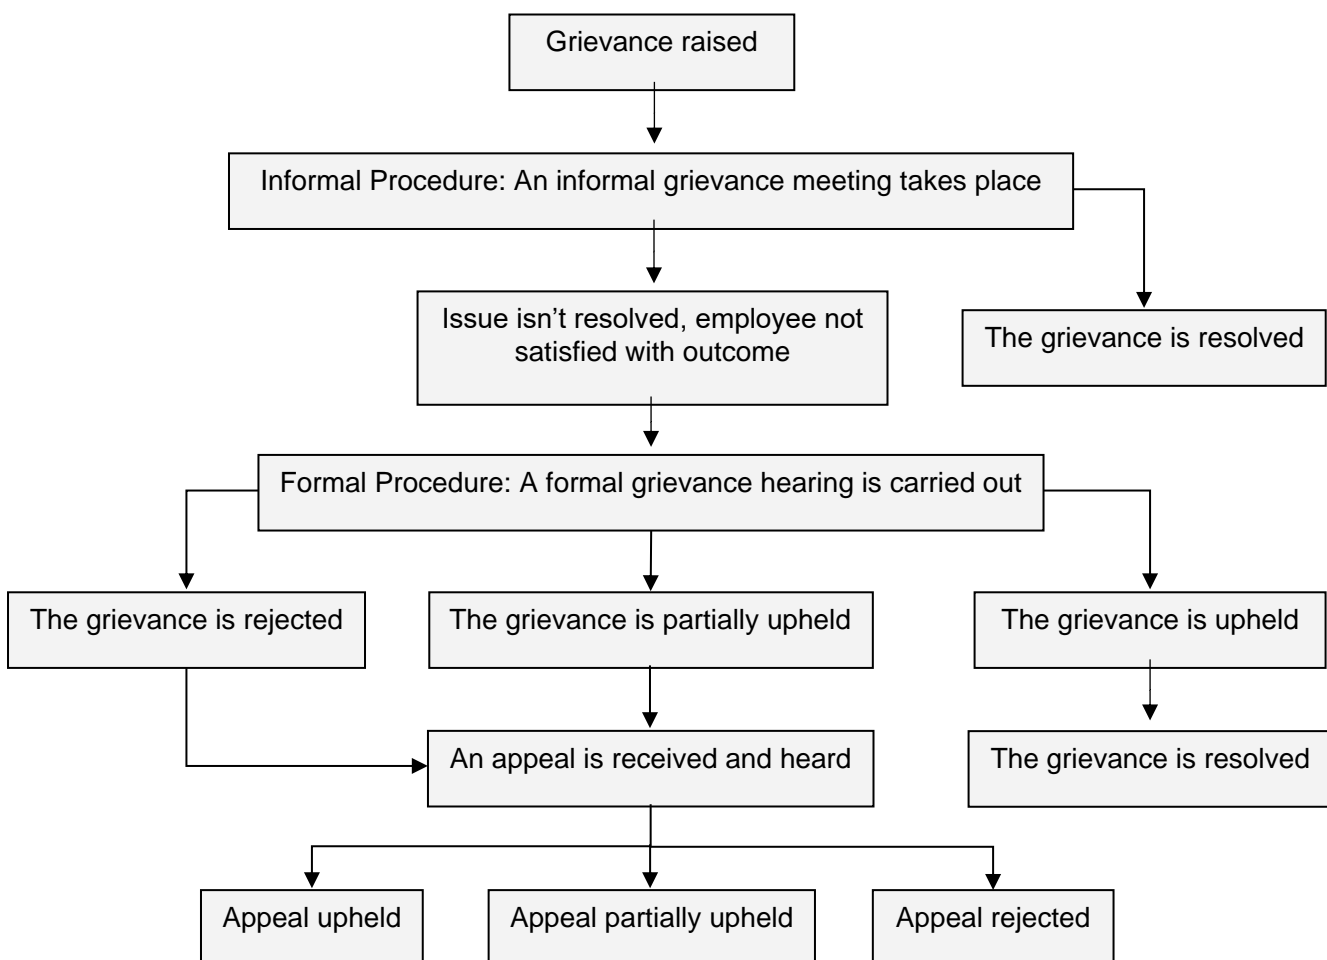 Grievance raised
Informal Procedure: An informal grievance meeting takes place
Issue isn’t resolved, employee not
satisfied with outcome
The grievance is resolved
Formal Procedure: A formal grievance hearing is carried out
The grievance is rejected
The grievance is partially upheld
The grievance is upheld
An appeal is received and heard
The grievance is resolved
Appeal upheld
Appeal partially upheld
Appeal rejected